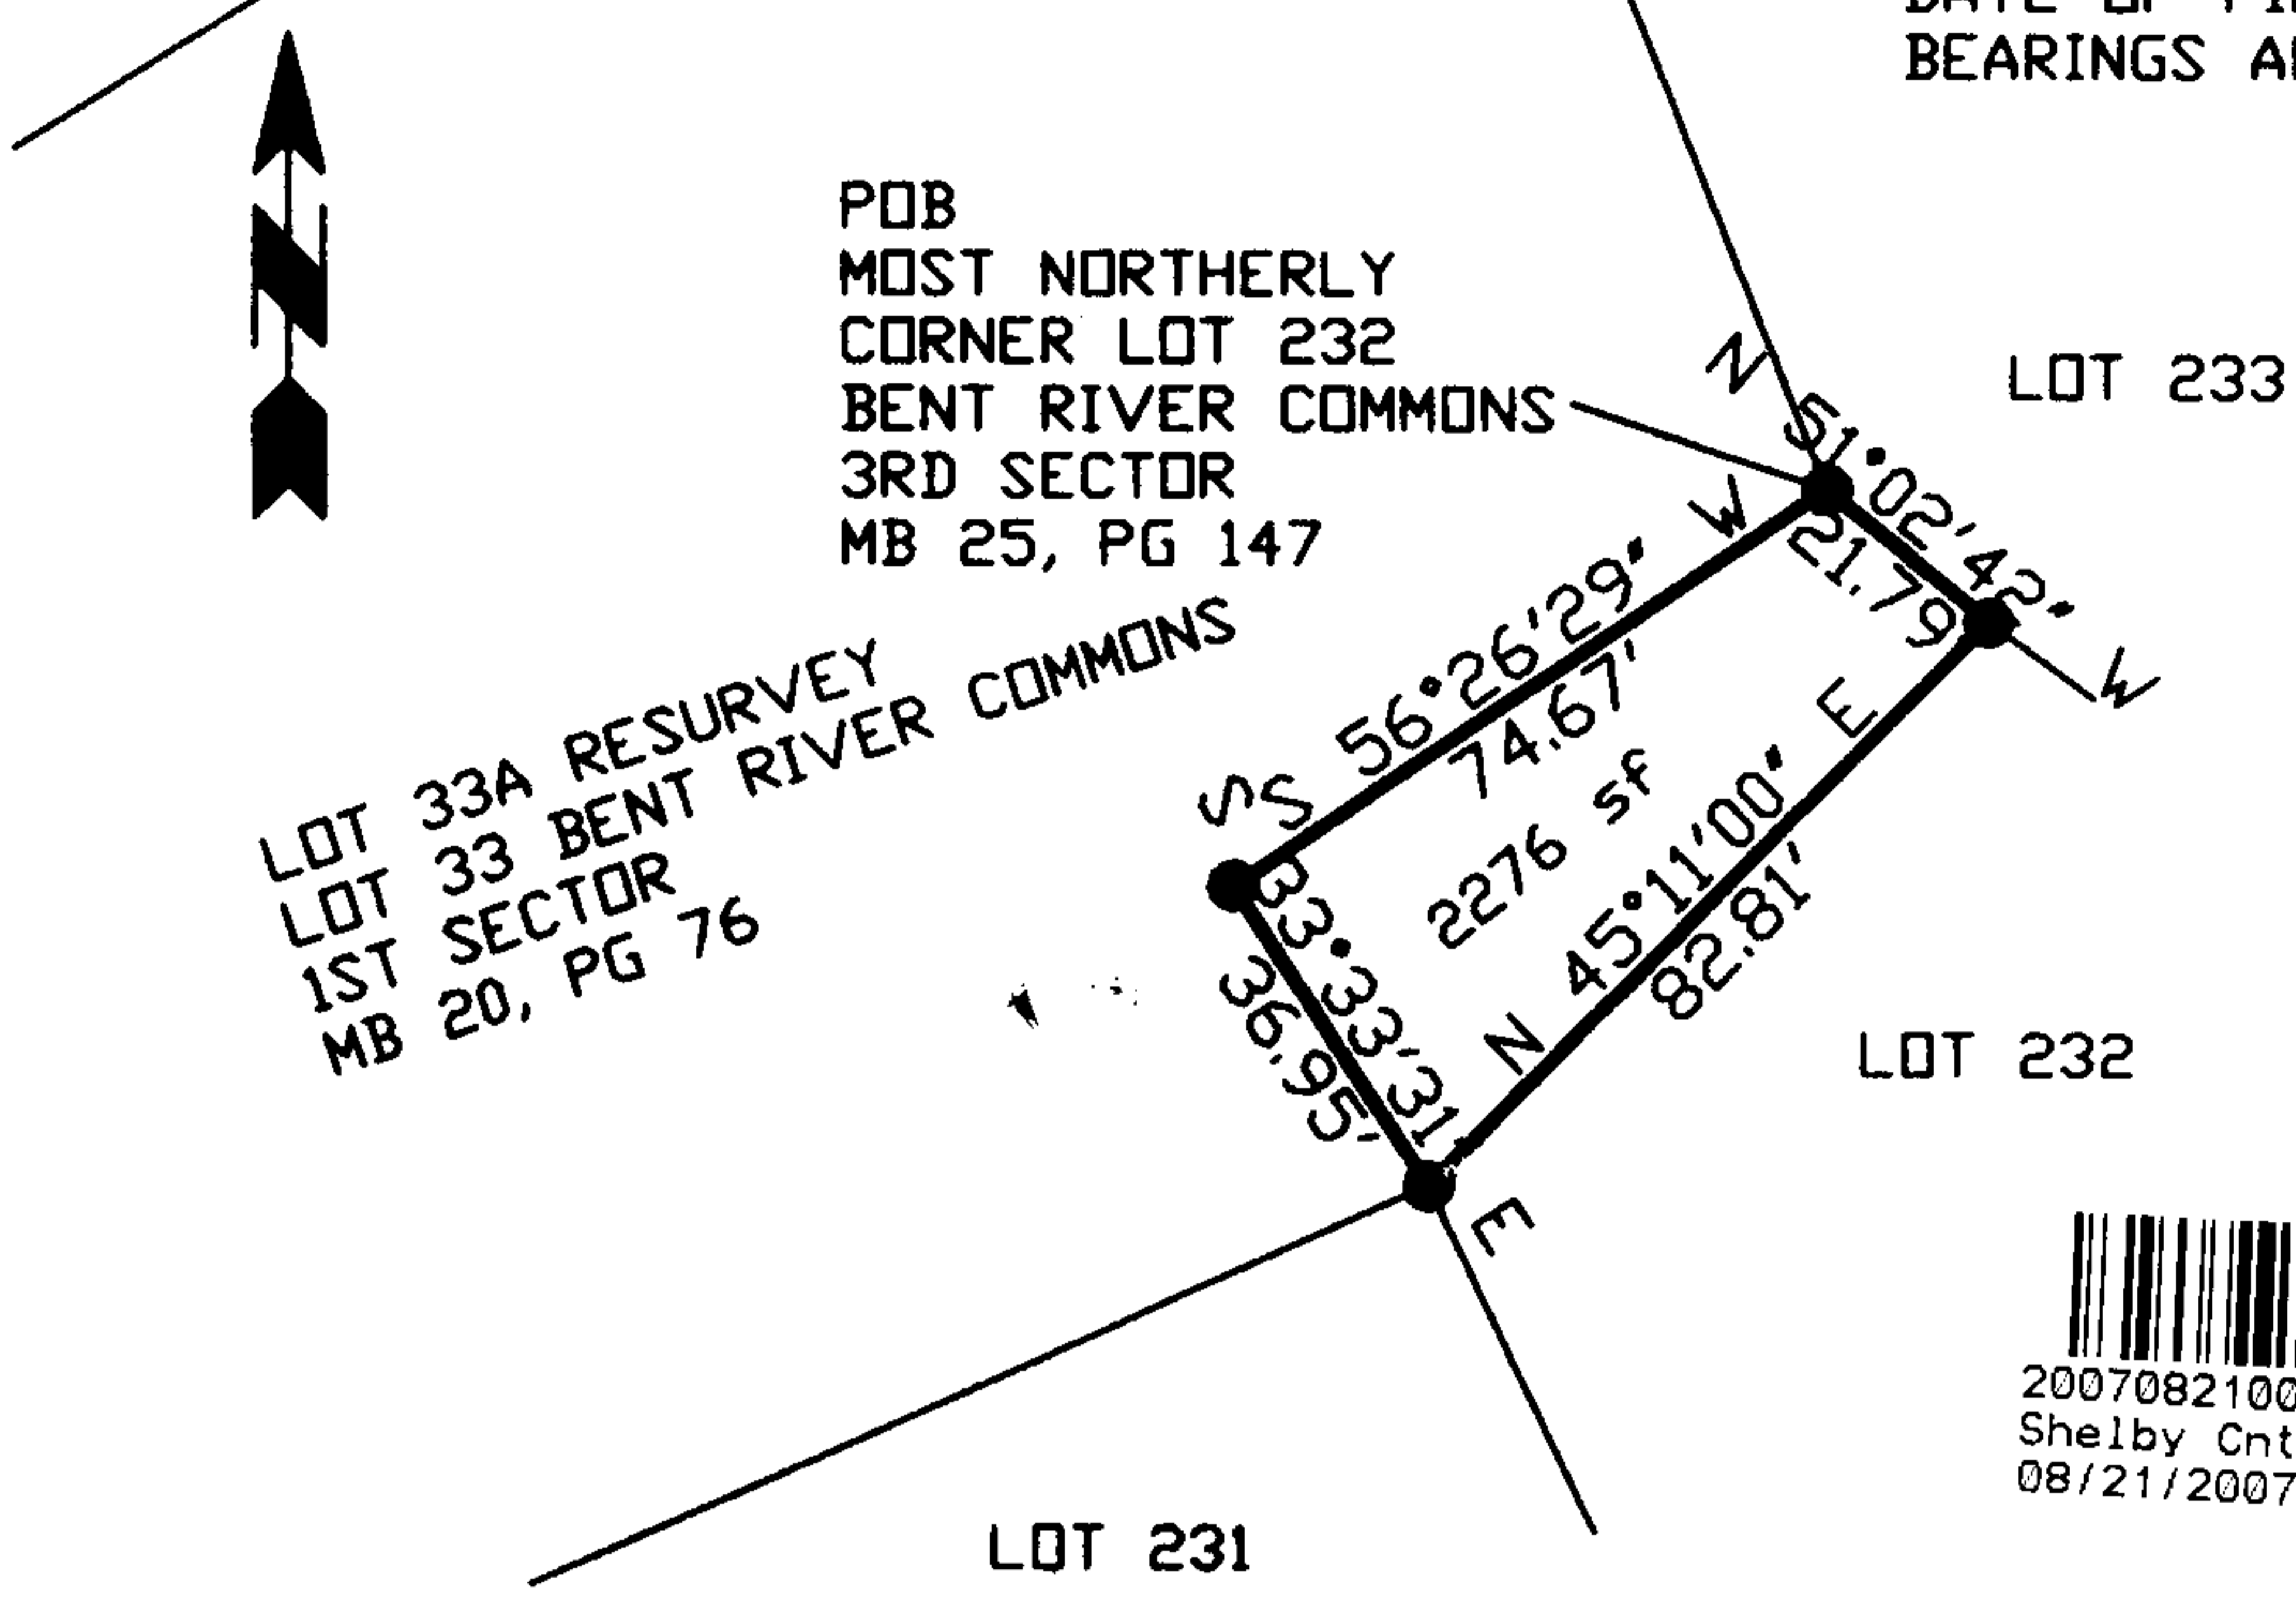 BEARINGS
N
POB
MOST NORTHERLY
CORNER LOT 232
BENT RIVER COMMONS
3RD SECTOR
MB 25, PG 147
LOT 233
N 51°02'42" W
21.79
S 56°26'29" W
74.67'
LOT 33A RESURVEY
LOT 33 BENT RIVER COMMONS
1ST SECTOR
MB 20, PG 76
2276 sf
S 33°33'31 E
36.95'
N 45°11'00" E
82.81'
LOT 232
LOT 231
2007082100
Shelby Cnt
08/21/2007